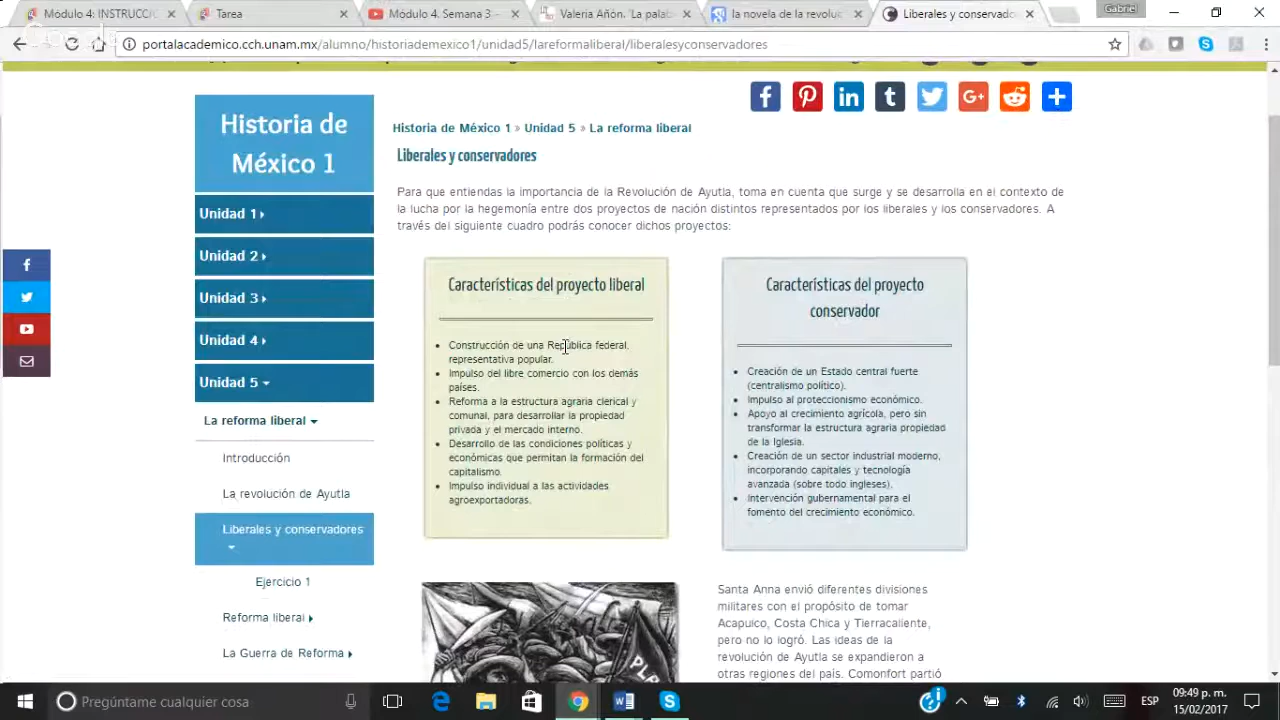 Módulo 4: INSTRUCCI
Tarea
Módulo 4. Semana 3 -
Valeria Añón. 'La palab
la novela de la revoluc
Liberales y conservado
Gabriel
portalacademico.cch.unam.mx/alumno/historiademexico1/unidad5/lareformaliberal/liberalesyconservadores
Historia de
México 1
Unidad 1
Unidad 2
Unidad 3
Unidad 4
Unidad 5
La reforma liberal
Introducción
La revolución de Ayutla
Liberales y conservadores
Ejercicio 1
Reforma liberal
La Guerra de Reforma
Historia de México 1 » Unidad 5 » La reforma liberal
Liberales y conservadores
Para que entiendas la importancia de la Revolución de Ayutla, toma en cuenta que surge y se desarrolla en el contexto de
la lucha por la hegemonía entre dos proyectos de nación distintos representados por los liberales y los conservadores. A
través del siguiente cuadro podrás conocer dichos proyectos:
Características del proyecto liberal
Construcción de una República federal,
representativa popular.
Impulso del libre comercio con los demás
países.
Reforma a la estructura agraria clerical y
comunal, para desarrollar la propiedad
privada y el mercado interno.
Desarrollo de las condiciones políticas y
económicas que permitan la formación del
capitalismo.
Impulso individual a las actividades
agroexportadoras.
Características del proyecto
conservador
Creación de un Estado central fuerte
(centralismo político).
Impulso al proteccionismo económico.
Apoyo al crecimiento agrícola, pero sin
transformar la estructura agraria propiedad
de la Iglesia.
Creación de un sector industrial moderno,
incorporando capitales y tecnología
avanzada (sobre todo ingleses).
Intervención gubernamental para el
fomento del crecimiento económico.
PLA
Santa Anna envió diferentes divisiones
militares con el propósito de tomar
Acapulco, Costa Chica y Tierracaliente,
pero no lo logró. Las ideas de la
revolución de Ayutla se expandieron a
otras regiones del país. Comonfort partió
Pregúntame cualquier cosa
ESP
09:49 p. m.
15/02/2017